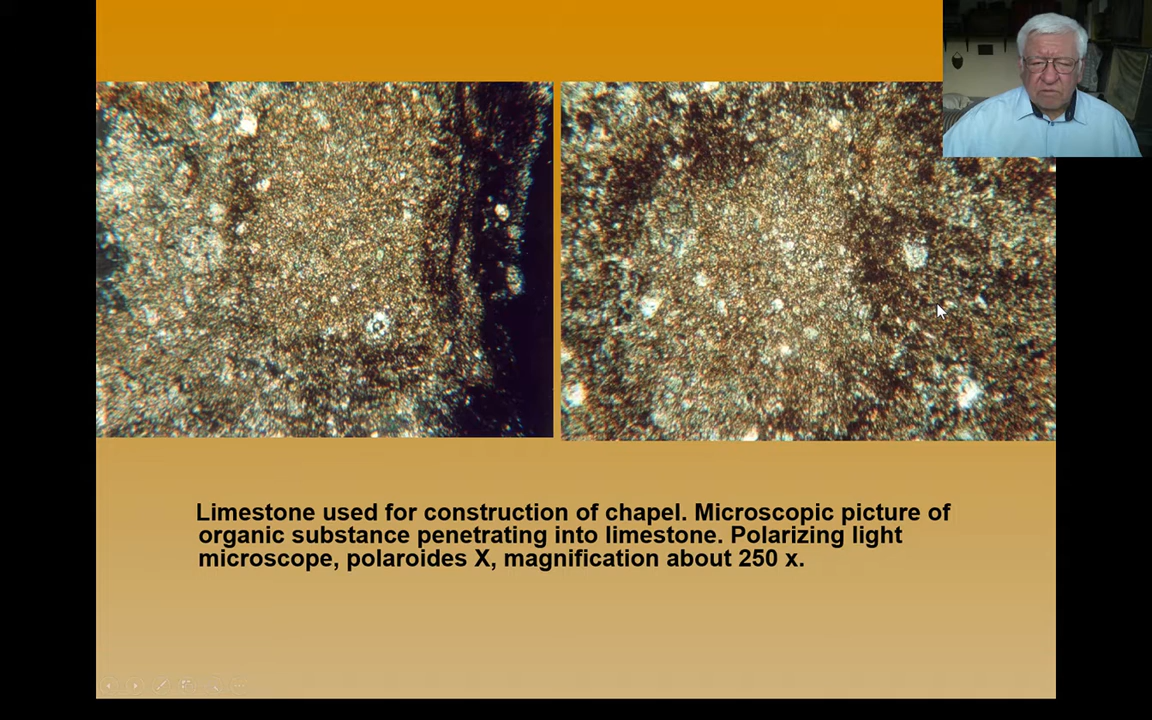 Limestone used for construction of chapel. Microscopic picture of
organic substance penetrating into limestone. Polarizing light
microscope, polaroides X, magnification about 250 x.